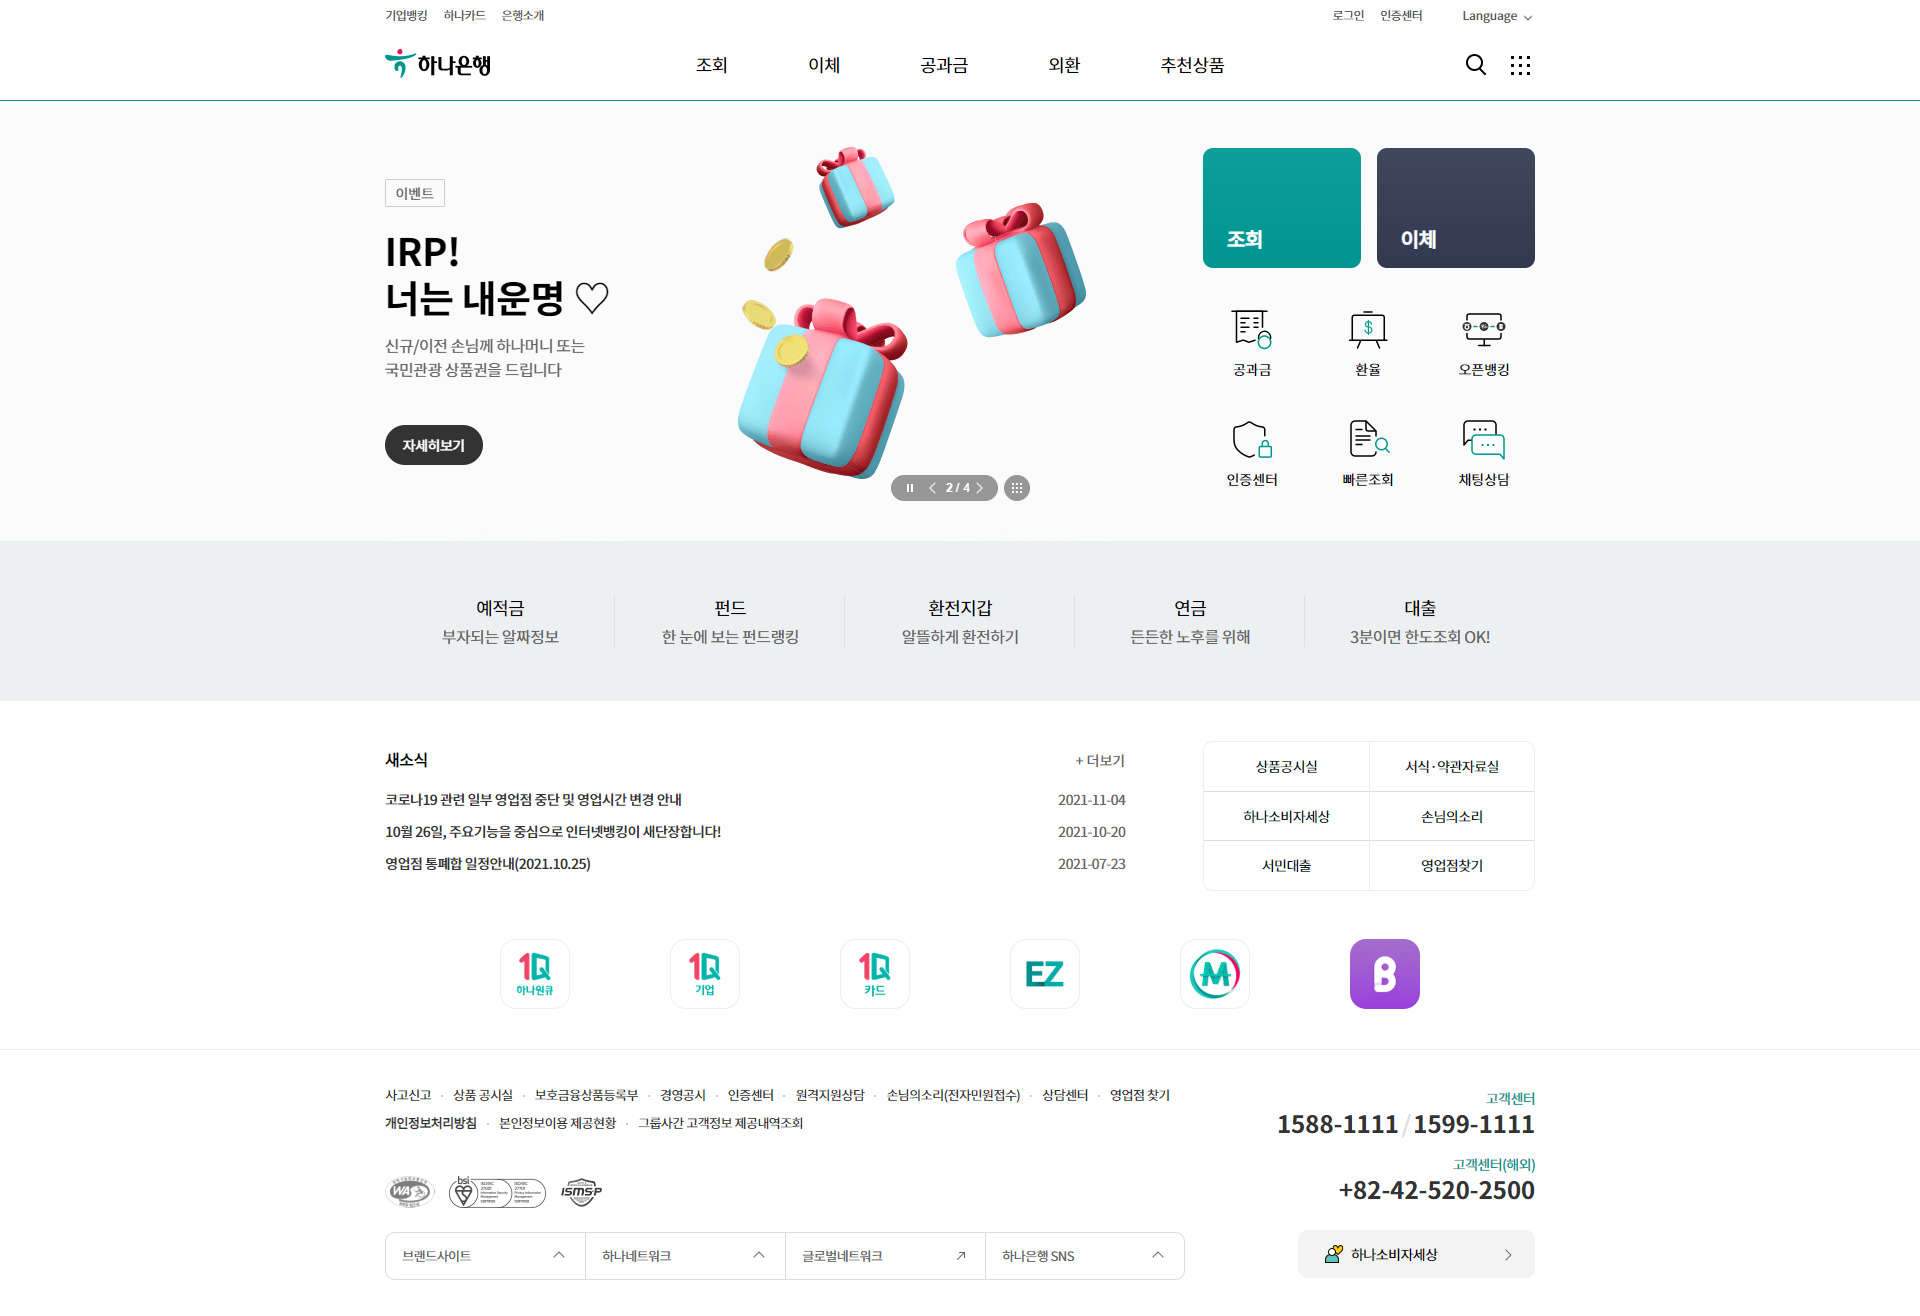 기업뱅킹 하나카드 은행소개
로그인 인증센터 Language
하나은행
조회 이체 공과금 외환 추천상품
이벤트
IRP!
너는 내운명 ♡
신규/이전 손님께 하나머니 또는
국민관광 상품권을 드립니다
자세히보기
2 / 4
조회 이체
공과금 환율 오픈뱅킹
인증센터 빠른조회 채팅상담
예적금 펀드 환전지갑 연금 대출
부자되는 알짜정보 한 눈에 보는 펀드랭킹 알뜰하게 환전하기 든든한 노후를 위해 3분이면 한도조회 OK!
새소식 + 더보기
코로나19 관련 일부 영업점 중단 및 영업시간 변경 안내 2021-11-04
10월 26일, 주요기능을 중심으로 인터넷뱅킹이 새단장합니다! 2021-10-20
영업점 통폐합 일정안내(2021.10.25) 2021-07-23
상품공시실 서식·약관자료실
하나소비자세상 손님의소리
서민대출 영업점찾기
1Q 1Q 1Q EZ M B
하나원큐 기업 카드
사고신고 · 상품 공시실 · 보호금융상품등록부 · 경영공시 · 인증센터 · 원격지원상담 · 손님의소리(전자민원접수) · 상담센터 · 영업점 찾기
개인정보처리방침 · 본인정보이용 제공현황 · 그룹사간 고객정보 제공내역조회
고객센터
1588-1111 / 1599-1111
고객센터(해외)
+82-42-520-2500
WA bsi ISMS-P
브랜드사이트 하나네트워크 글로벌네트워크 하나은행 SNS
하나소비자세상